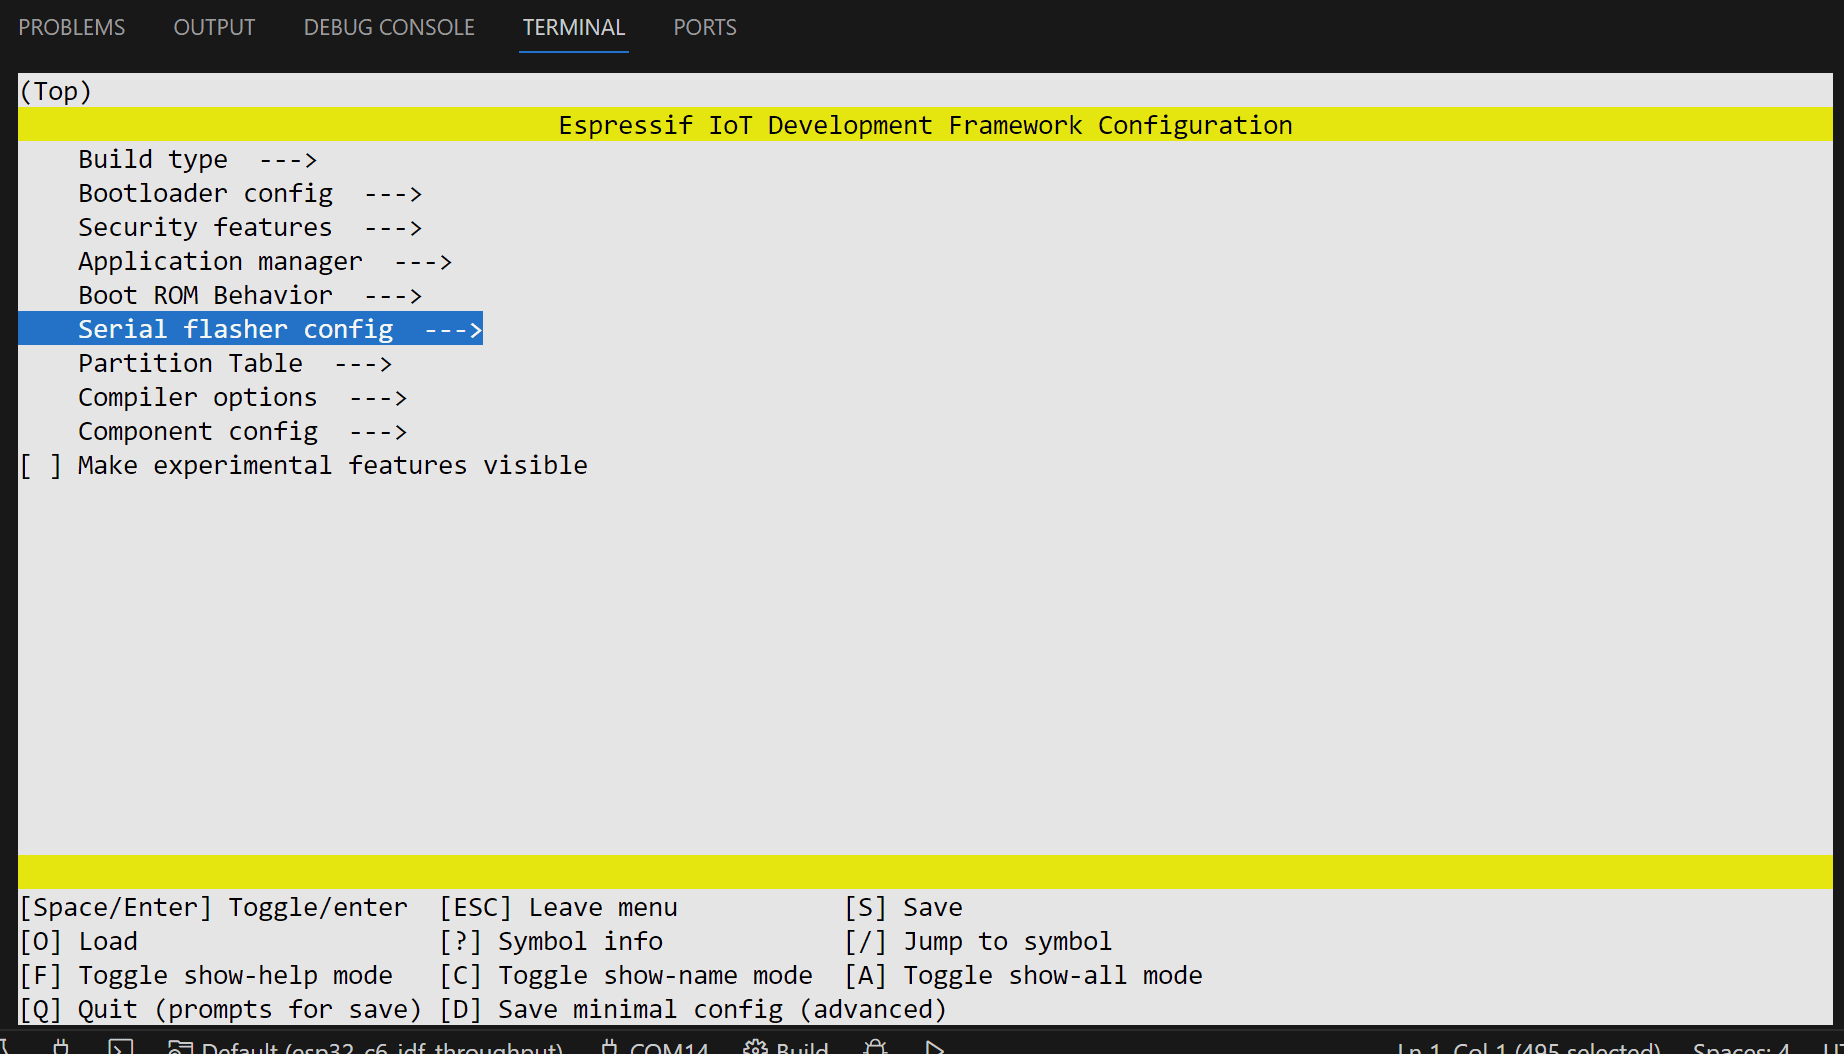 PROBLEMS OUTPUT DEBUG CONSOLE TERMINAL PORTS
(Top)
Espressif IoT Development Framework Configuration
Build type --->
Bootloader config --->
Security features --->
Application manager --->
Boot ROM Behavior --->
Serial flasher config --->
Partition Table --->
Compiler options --->
Component config --->
[ ] Make experimental features visible
[Space/Enter] Toggle/enter [ESC] Leave menu [S] Save
[O] Load [?] Symbol info [/] Jump to symbol
[F] Toggle show-help mode [C] Toggle show-name mode [A] Toggle show-all mode
[Q] Quit (prompts for save) [D] Save minimal config (advanced)
Default (esp32_c6_idf_throughput) COM14 Build Ln 1, Col 1 (495 selected) Spaces: 4